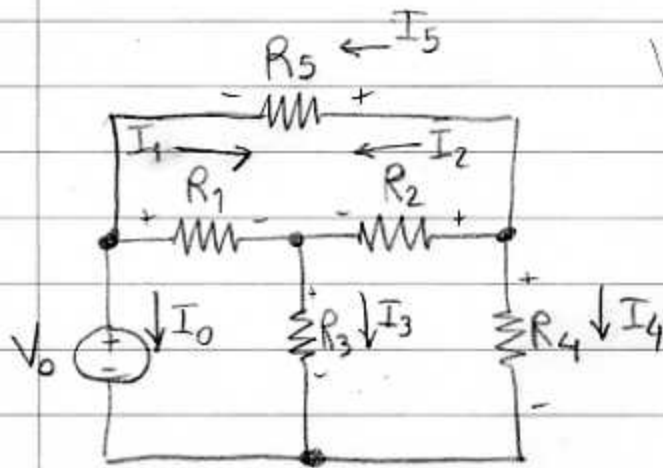 I5
R5
- +
I1 I2
R1 R2
+ - - +
I0 + R3 I3 + R4 I4
V0 + - - -